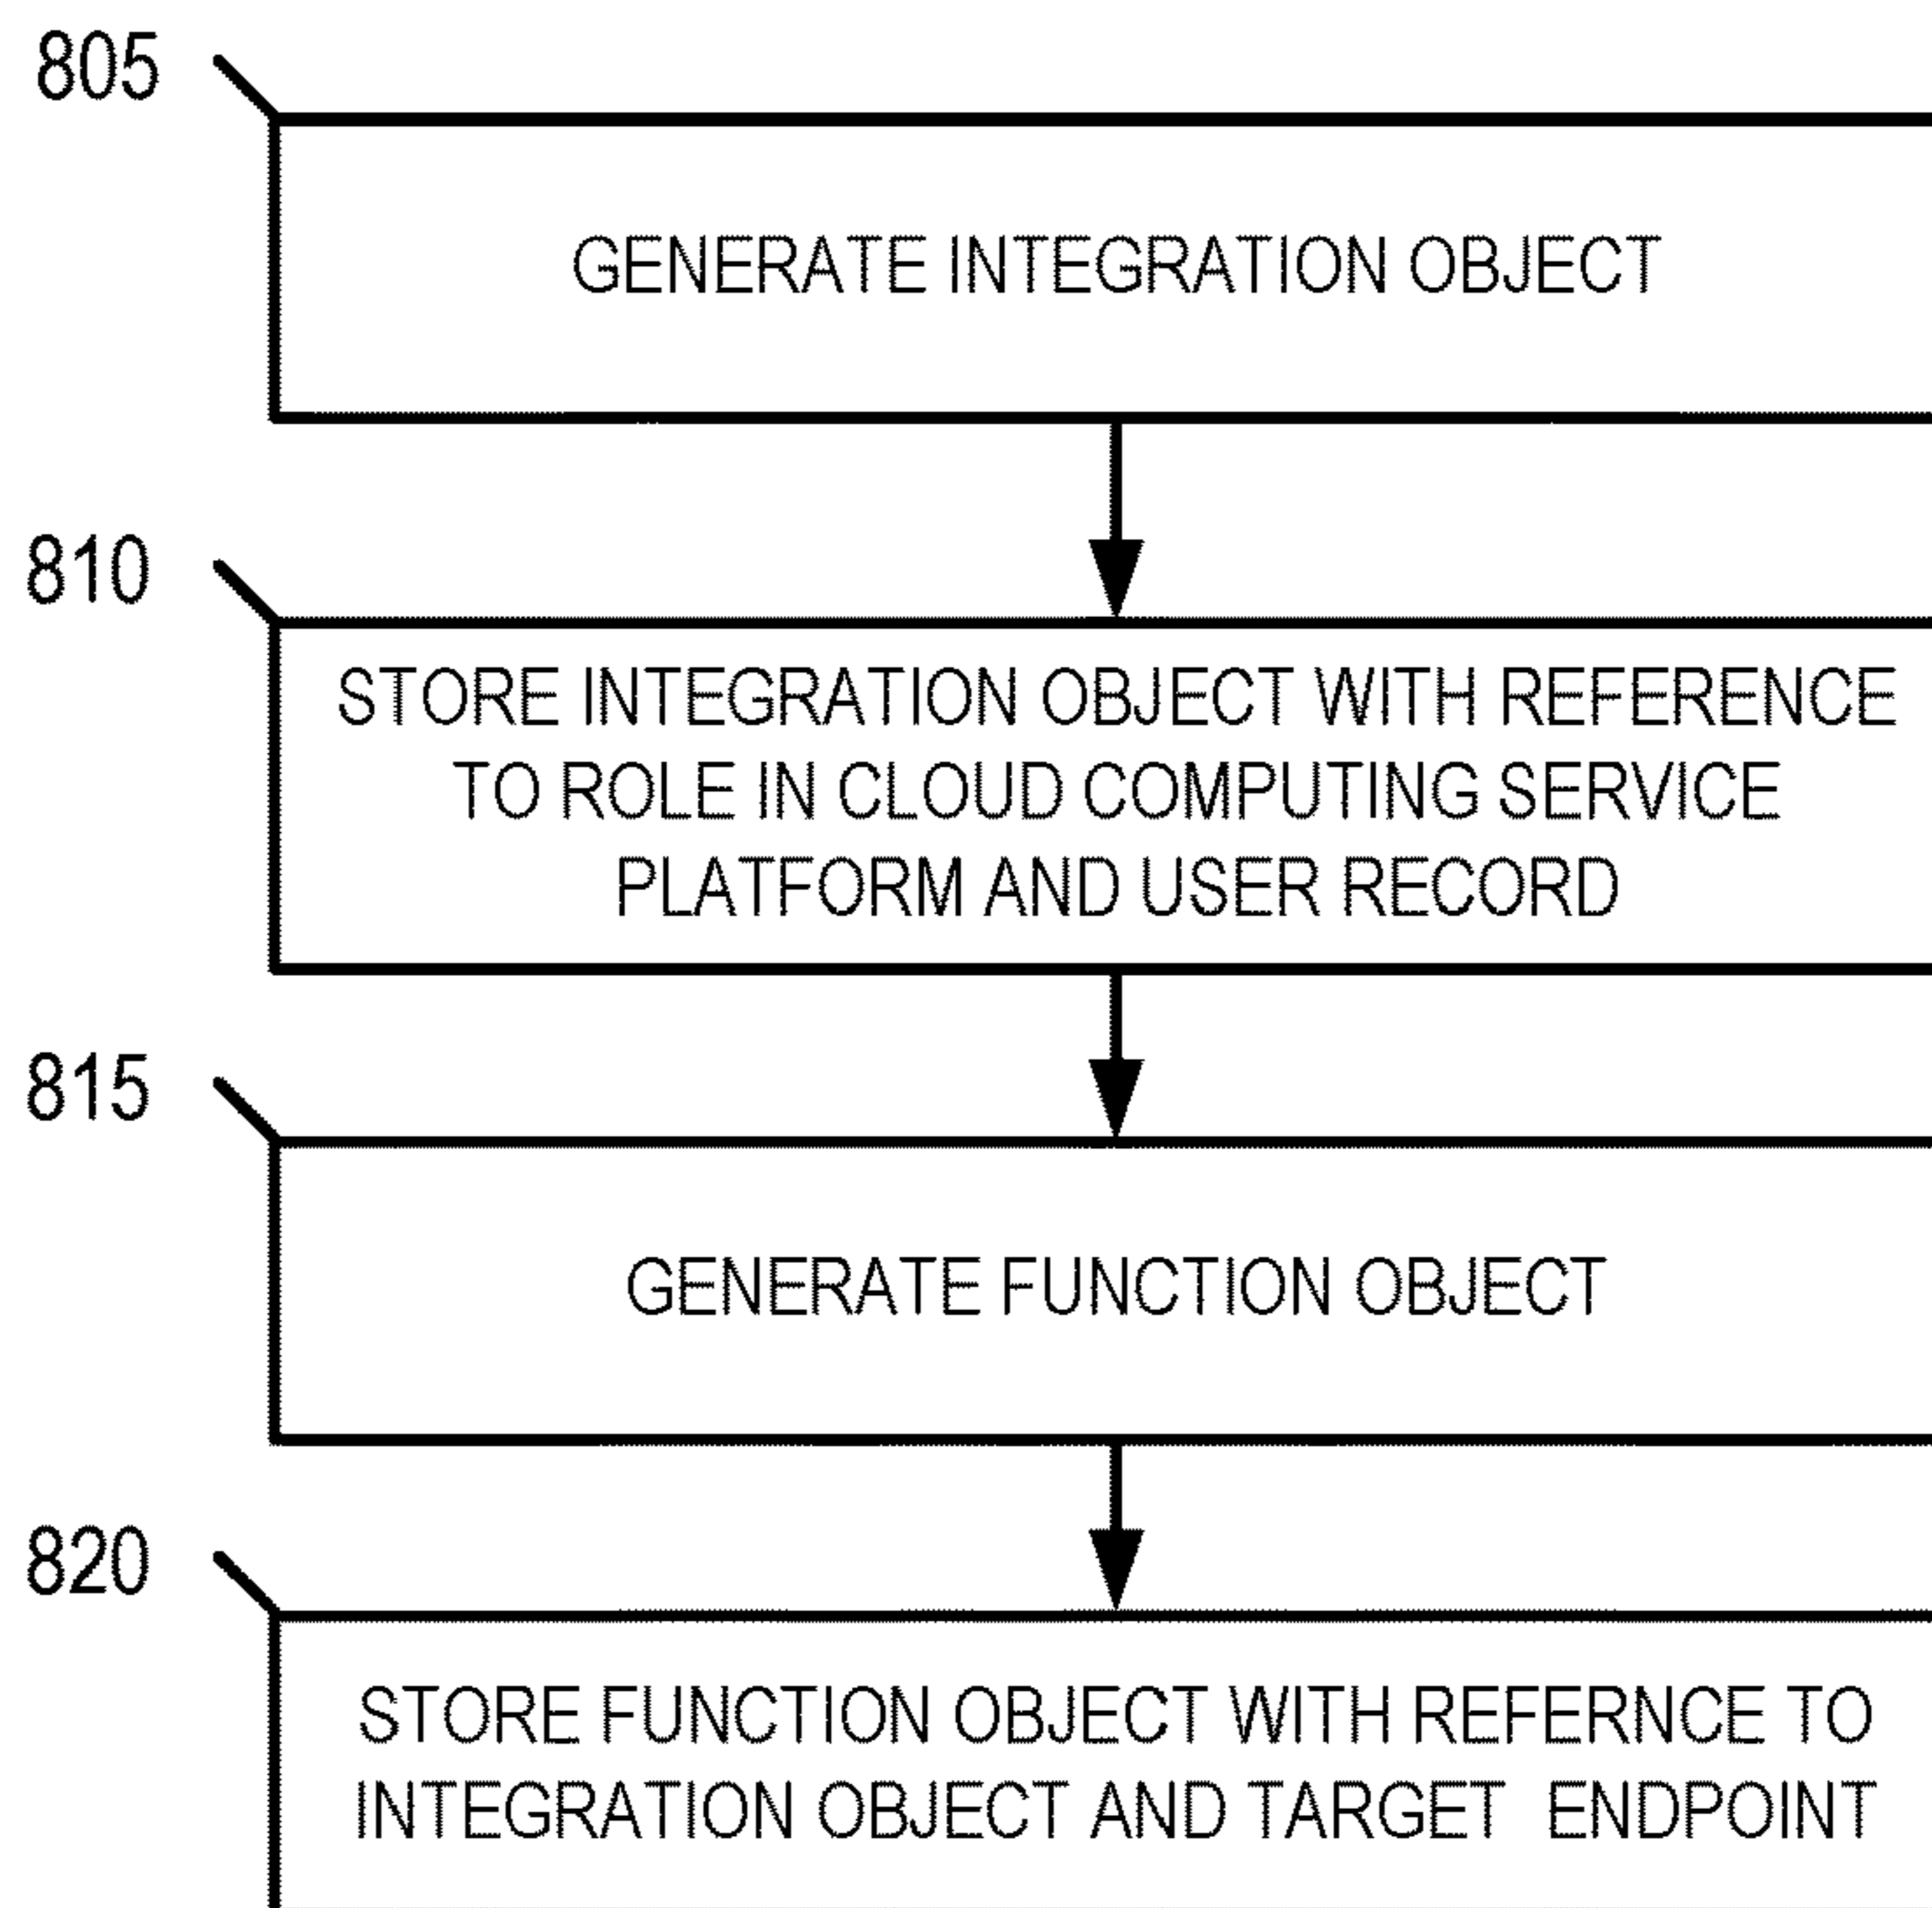 805
GENERATE INTEGRATION OBJECT
810
STORE INTEGRATION OBJECT WITH REFERENCE
TO ROLE IN CLOUD COMPUTING SERVICE
PLATFORM AND USER RECORD
815
GENERATE FUNCTION OBJECT
820
STORE FUNCTION OBJECT WITH REFERNCE TO
INTEGRATION OBJECT AND TARGET ENDPOINT